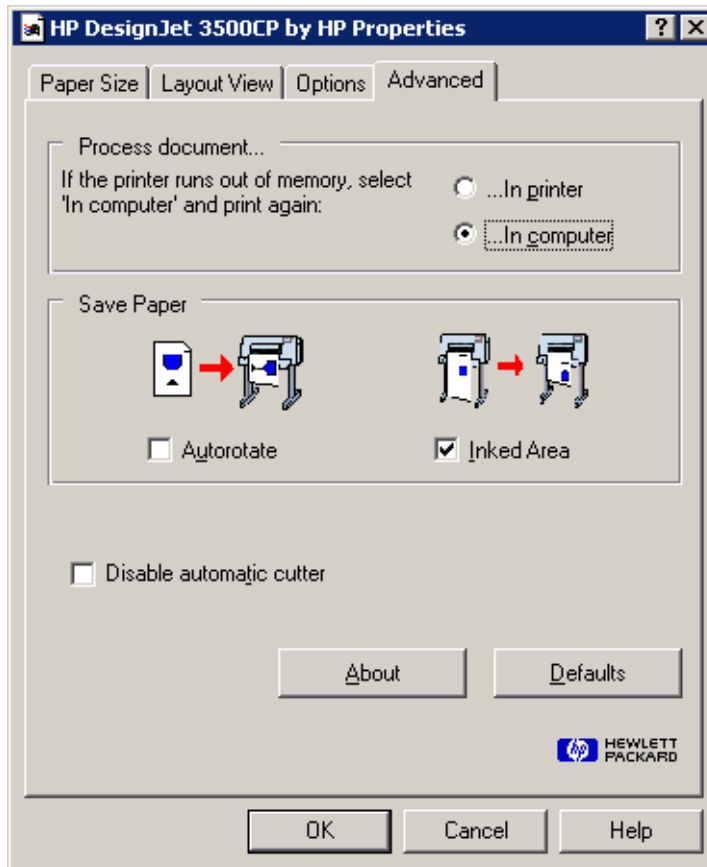 HP DesignJet 3500CP by HP Properties
Paper Size
Layout View
Options
Advanced
Process document...
If the printer runs out of memory, select
'In computer' and print again:
...In printer
...In computer
Save Paper
Autorotate
Inked Area
Disable automatic cutter
About
Defaults
hp HEWLETT
PACKARD
OK
Cancel
Help